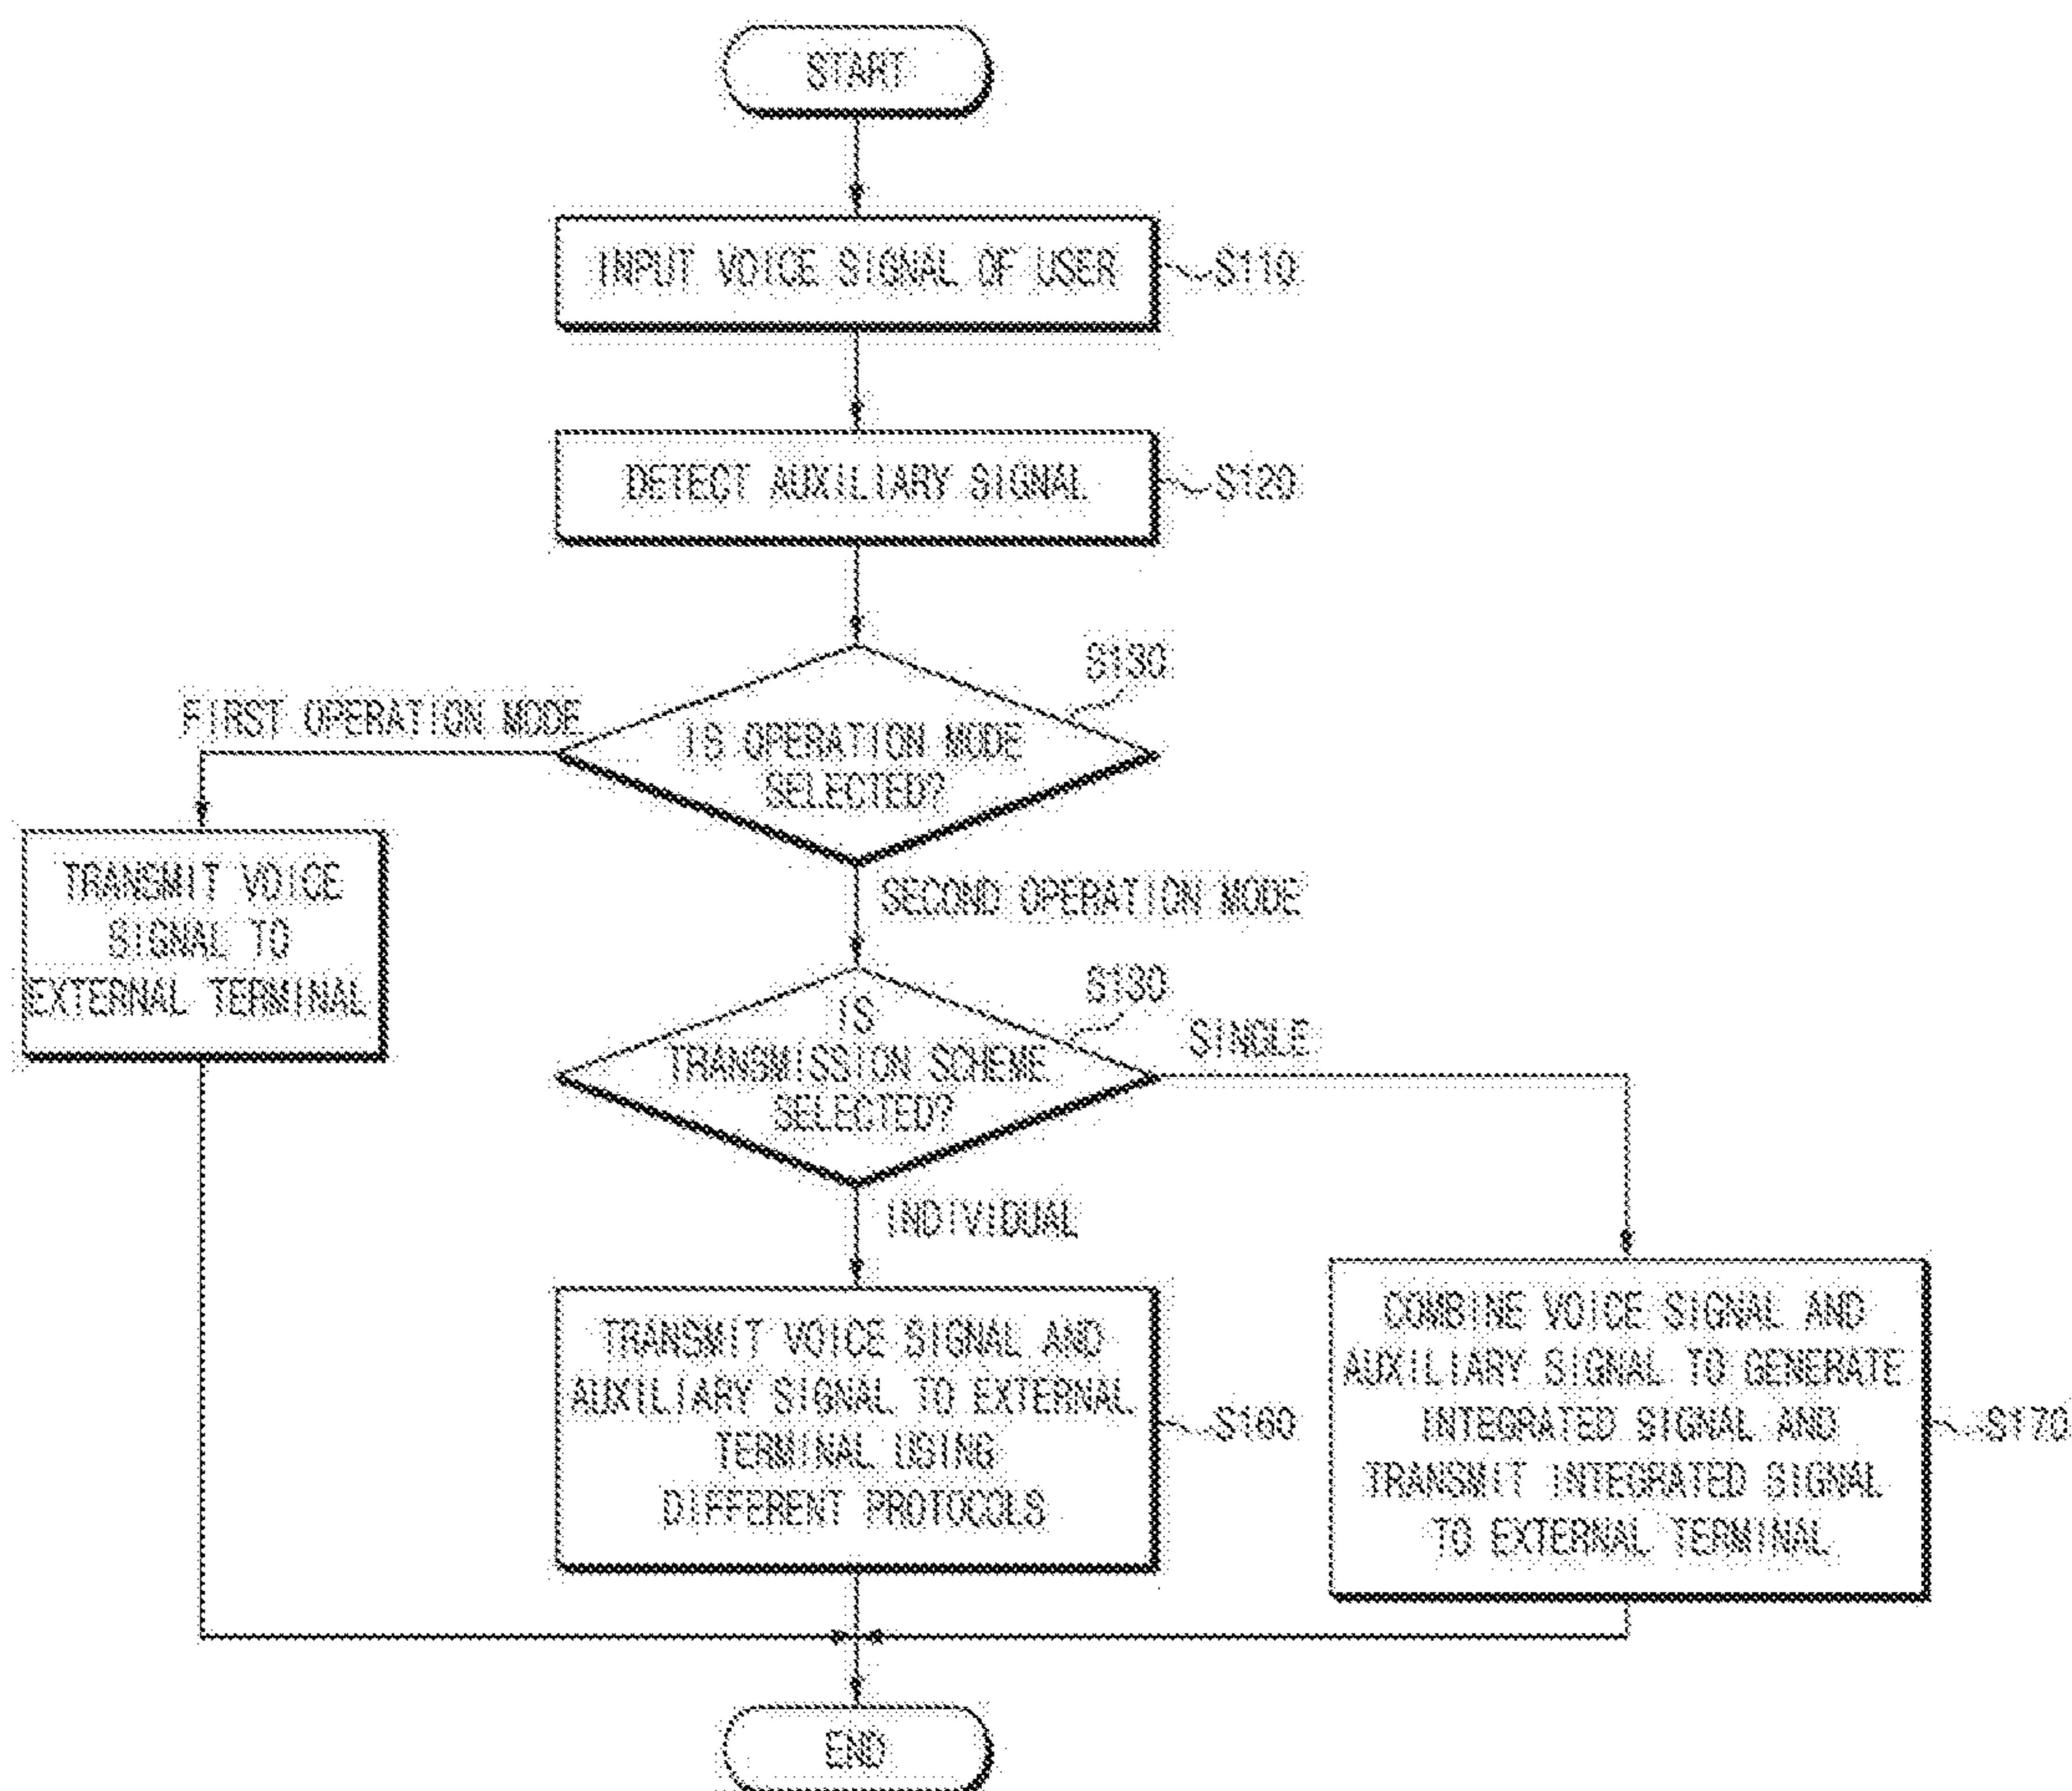 START
INPUT VOICE SIGNAL OF USER
S110
DETECT AUXILIARY SIGNAL
S120
S130
FIRST OPERATION MODE
IS OPERATION MODE
SELECTED?
TRANSMIT VOICE
SIGNAL TO
EXTERNAL TERMINAL
SECOND OPERATION MODE
S130
IS
TRANSMISSION SCHEME
SELECTED?
SINGLE
INDIVIDUAL
TRANSMIT VOICE SIGNAL AND
AUXILIARY SIGNAL TO EXTERNAL
TERMINAL USING
DIFFERENT PROTOCOLS
S160
COMBINE VOICE SIGNAL AND
AUXILIARY SIGNAL TO GENERATE
INTEGRATED SIGNAL AND
TRANSMIT INTEGRATED SIGNAL
TO EXTERNAL TERMINAL
S170
END